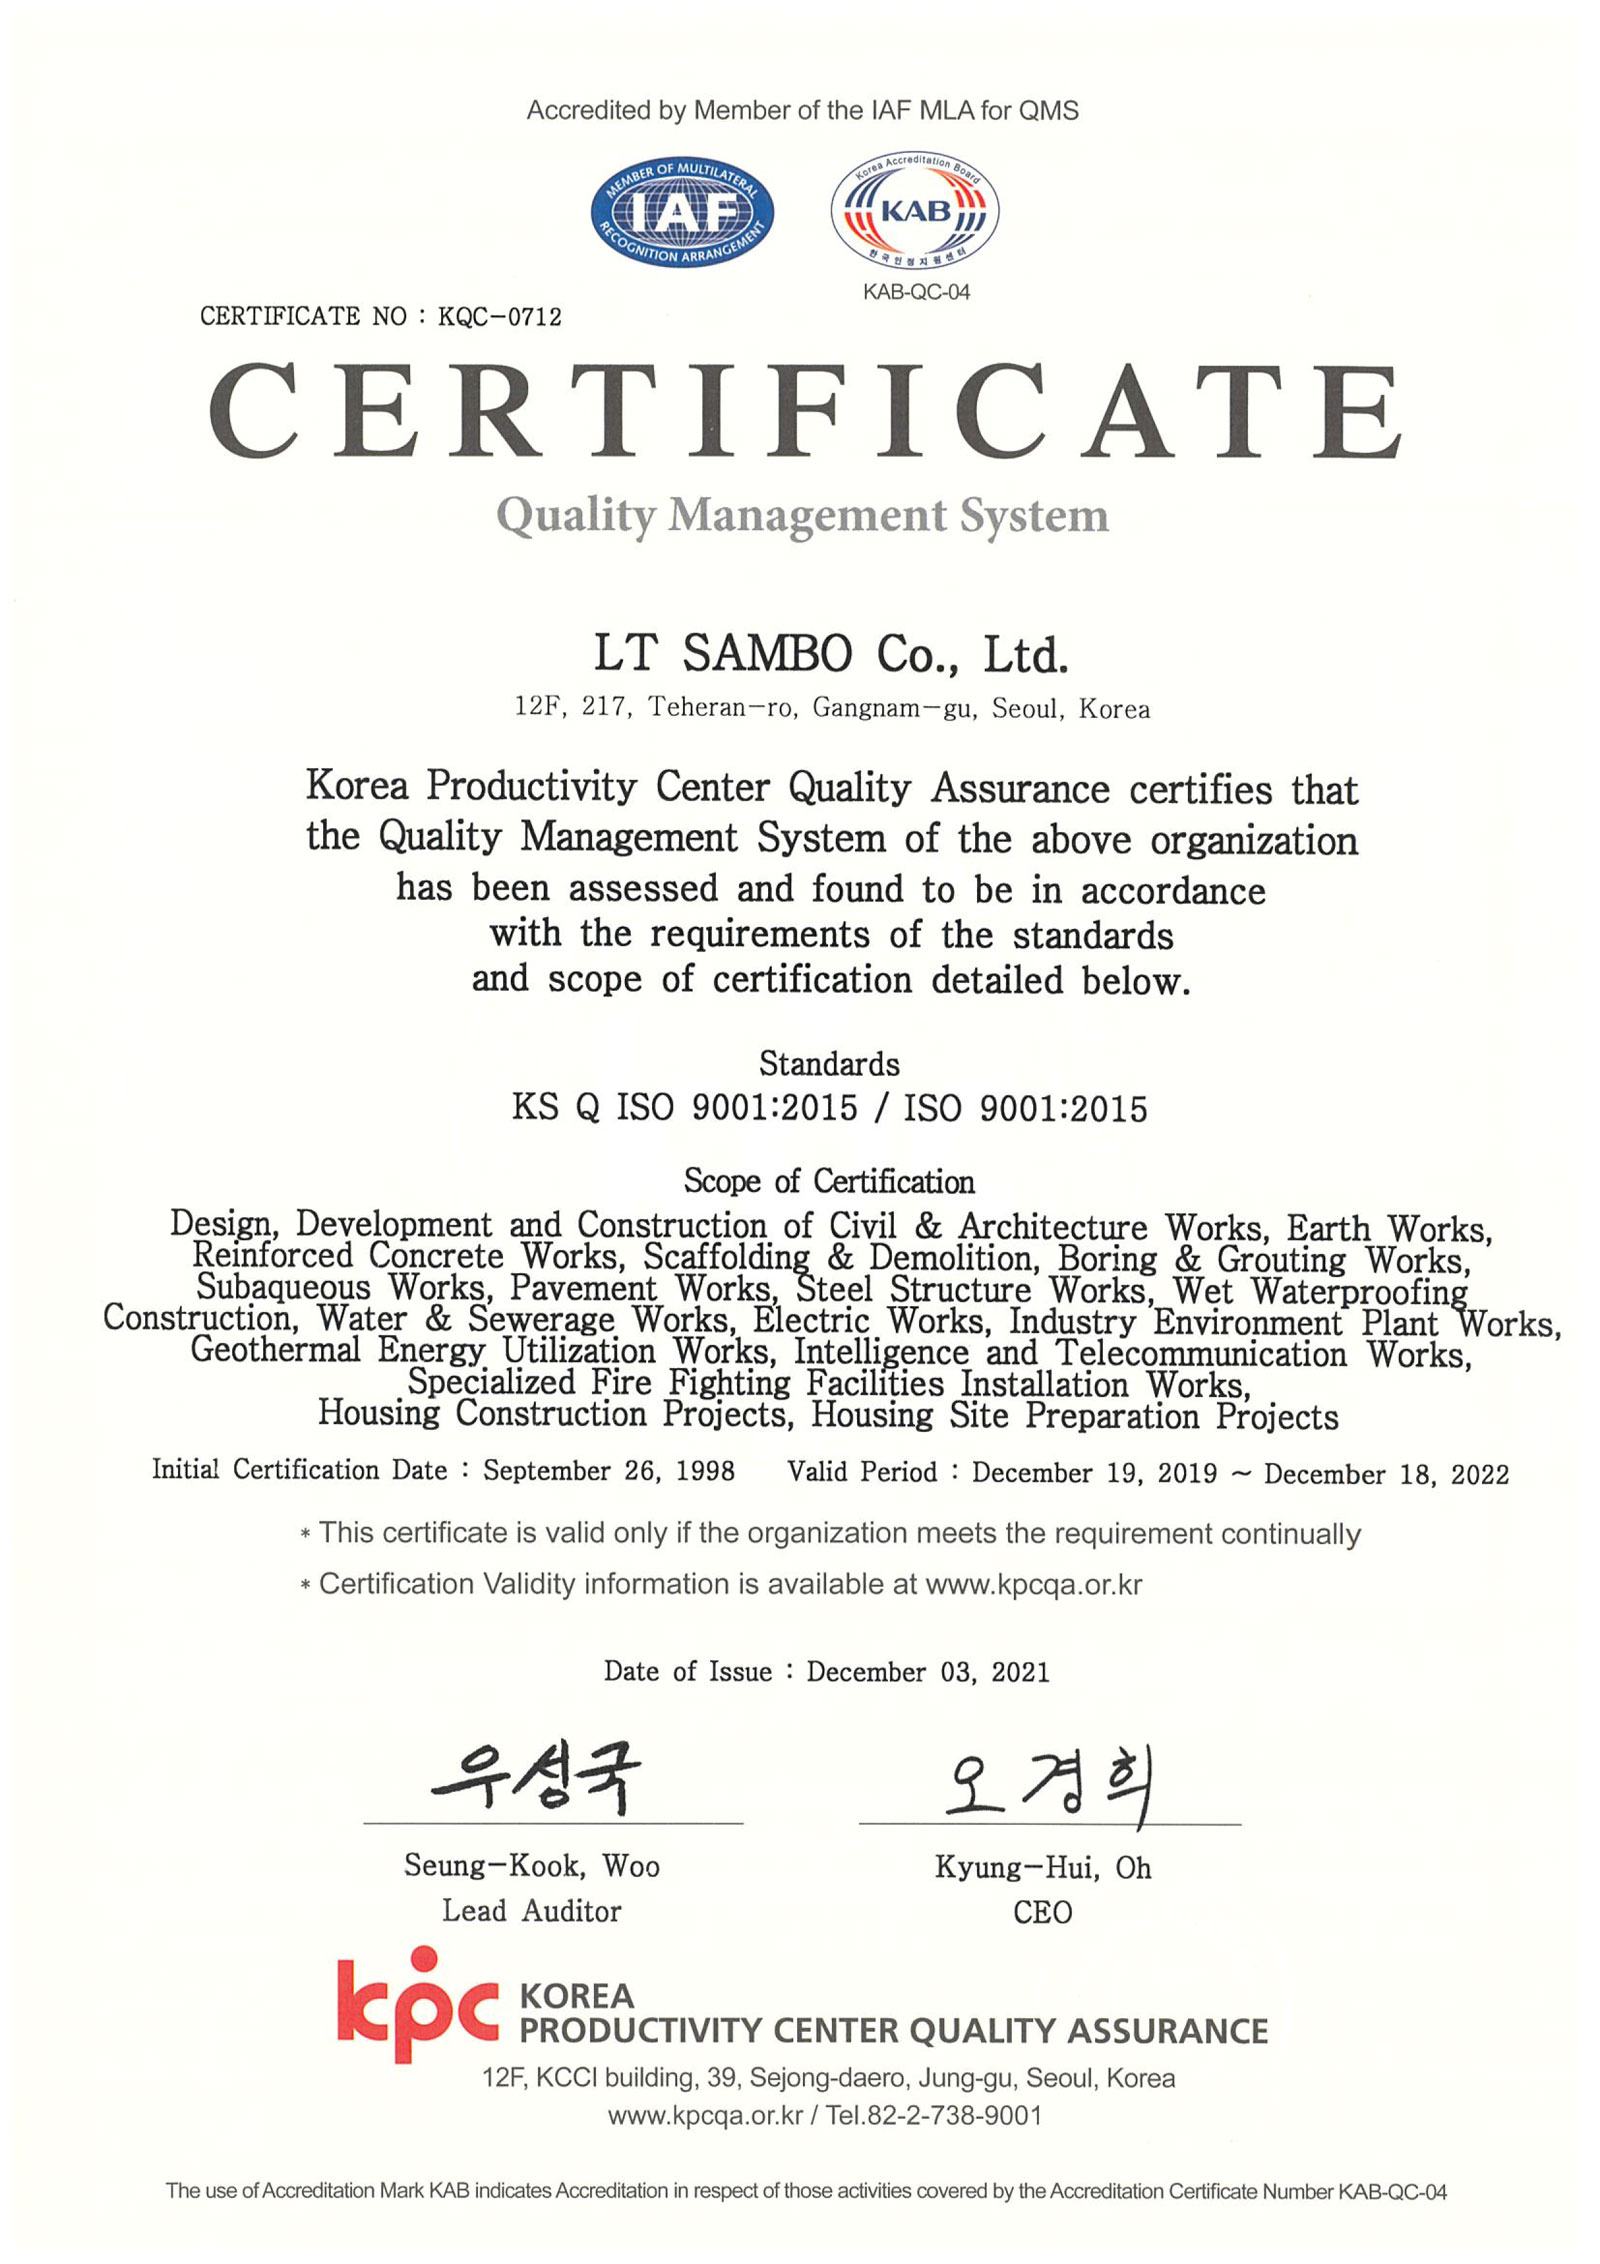 Accredited by Member of the IAF MLA for QMS
MEMBER OF MULTILATERAL
IAF
RECOGNITION ARRANGEMENT
Korea Accreditation Board
KAB
한국인정지원센터
KAB-QC-04
CERTIFICATE NO : KQC-0712
CERTIFICATE
Quality Management System
LT SAMBO Co., Ltd.
12F, 217, Teheran-ro, Gangnam-gu, Seoul, Korea
Korea Productivity Center Quality Assurance certifies that
the Quality Management System of the above organization
has been assessed and found to be in accordance
with the requirements of the standards
and scope of certification detailed below.
Standards
KS Q ISO 9001:2015 / ISO 9001:2015
Scope of Certification
Design, Development and Construction of Civil & Architecture Works, Earth Works,
Reinforced Concrete Works, Scaffolding & Demolition, Boring & Grouting Works,
Subaqueous Works, Pavement Works, Steel Structure Works, Wet Waterproofing
Construction, Water & Sewerage Works, Electric Works, Industry Environment Plant Works,
Geothermal Energy Utilization Works, Intelligence and Telecommunication Works,
Specialized Fire Fighting Facilities Installation Works,
Housing Construction Projects, Housing Site Preparation Projects
Initial Certification Date : September 26, 1998 Valid Period : December 19, 2019 ~ December 18, 2022
* This certificate is valid only if the organization meets the requirement continually
* Certification Validity information is available at www.kpcqa.or.kr
Date of Issue : December 03, 2021
우성국 오경희
Seung-Kook, Woo Kyung-Hui, Oh
Lead Auditor CEO
kpc KOREA
PRODUCTIVITY CENTER QUALITY ASSURANCE
12F, KCCI building, 39, Sejong-daero, Jung-gu, Seoul, Korea
www.kpcqa.or.kr / Tel.82-2-738-9001
The use of Accreditation Mark KAB indicates Accreditation in respect of those activities covered by the Accreditation Certificate Number KAB-QC-04